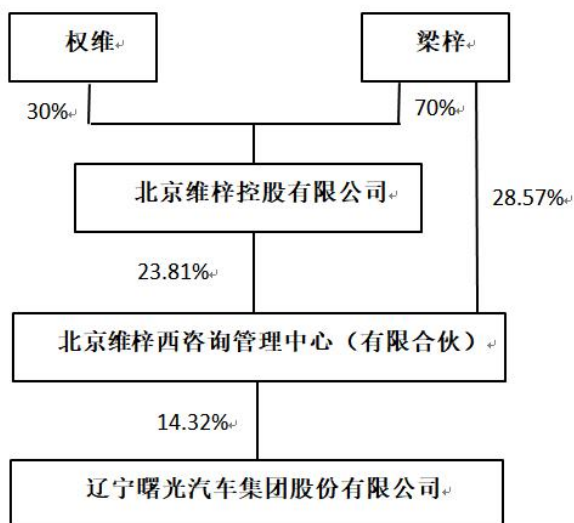 权维
梁梓
30%
70%
北京维梓控股有限公司
28.57%
23.81%
北京维梓西咨询管理中心（有限合伙）
14.32%
辽宁曙光汽车集团股份有限公司